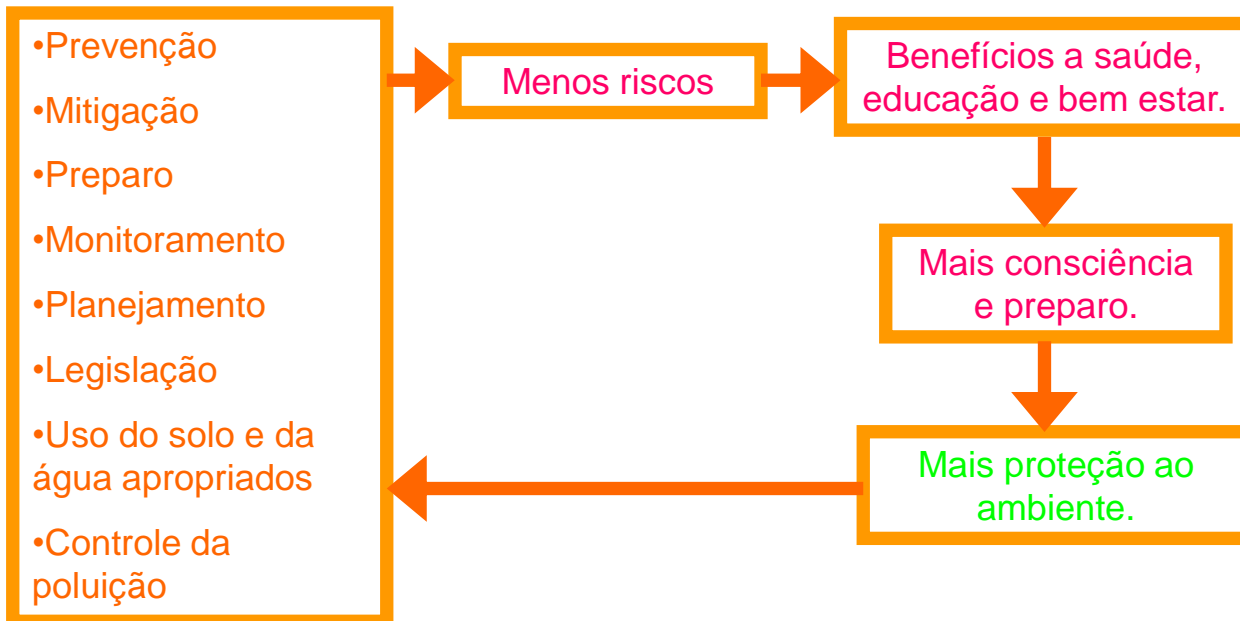 •Prevenção
•Mitigação
•Preparo
•Monitoramento
•Planejamento
•Legislação
•Uso do solo e da
água apropriados
•Controle da
poluição
Menos riscos
Benefícios a saúde,
educação e bem estar.
Mais consciência
e preparo.
Mais proteção ao
ambiente.